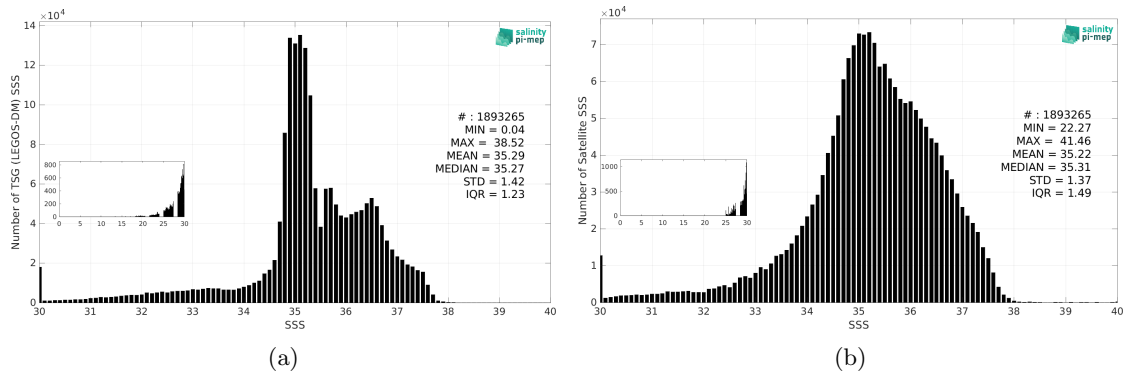 ×10⁴
14
12
10
8
6
4
2
0
30 31 32 33 34 35 36 37 38 39 40
SSS
Number of TSG (LEGOS-DM) SSS
salinity
pi-mep
# : 1893265
MIN = 0.04
MAX = 38.52
MEAN = 35.29
MEDIAN = 35.27
STD = 1.42
IQR = 1.23
800
600
400
200
0
0 5 10 15 20 25 30
(a)
×10⁴
7
6
5
4
3
2
1
0
30 31 32 33 34 35 36 37 38 39 40
SSS
Number of Satellite SSS
salinity
pi-mep
# : 1893265
MIN = 22.27
MAX = 41.46
MEAN = 35.22
MEDIAN = 35.31
STD = 1.37
IQR = 1.49
1000
500
0
0 5 10 15 20 25 30
(b)